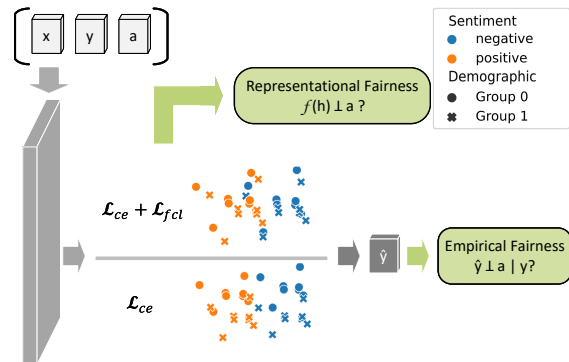 x y a
Sentiment
negative
positive
Demographic
Group 0
Group 1
Representational Fairness
f(h) ⊥ a ?
ℒce + ℒfcl
ŷ
Empirical Fairness
ŷ ⊥ a | y?
ℒce